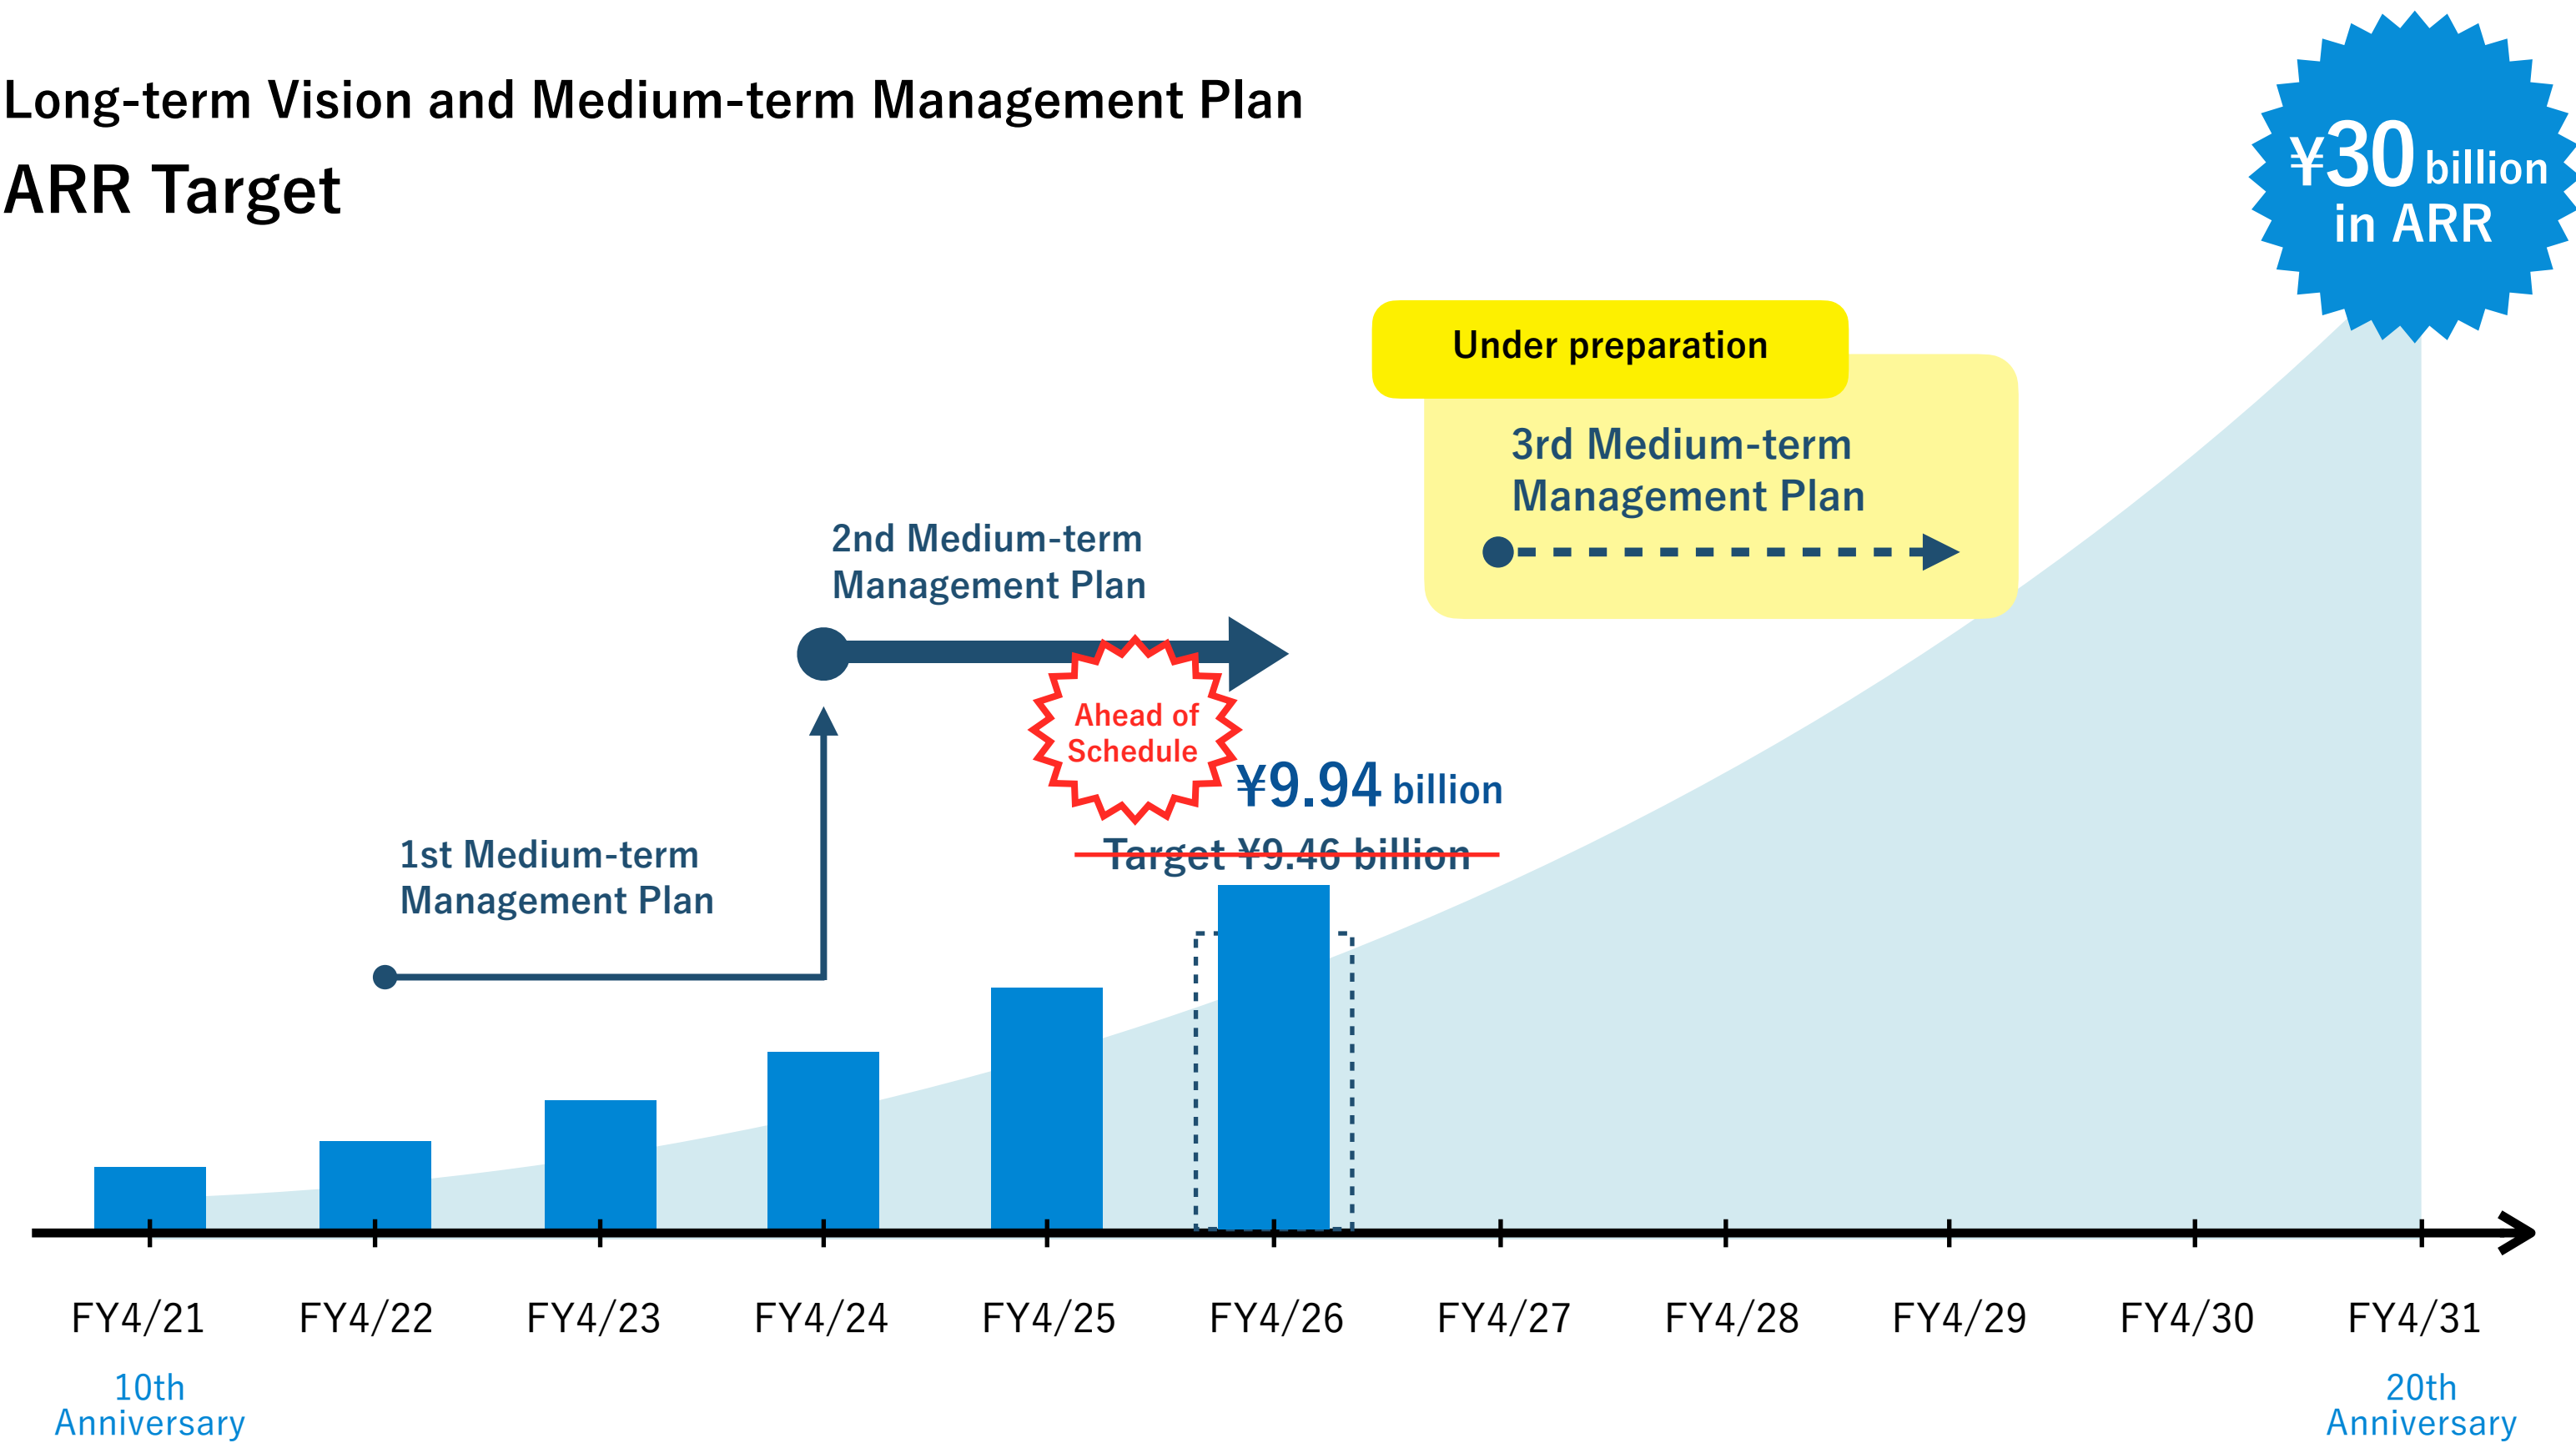 Long-term Vision and Medium-term Management Plan
ARR Target
¥30 billion
in ARR
Under preparation
3rd Medium-term
Management Plan
2nd Medium-term
Management Plan
Ahead of
Schedule
¥9.94 billion
Target ¥9.46 billion
1st Medium-term
Management Plan
FY4/21 FY4/22 FY4/23 FY4/24 FY4/25 FY4/26 FY4/27 FY4/28 FY4/29 FY4/30 FY4/31
10th
Anniversary
20th
Anniversary